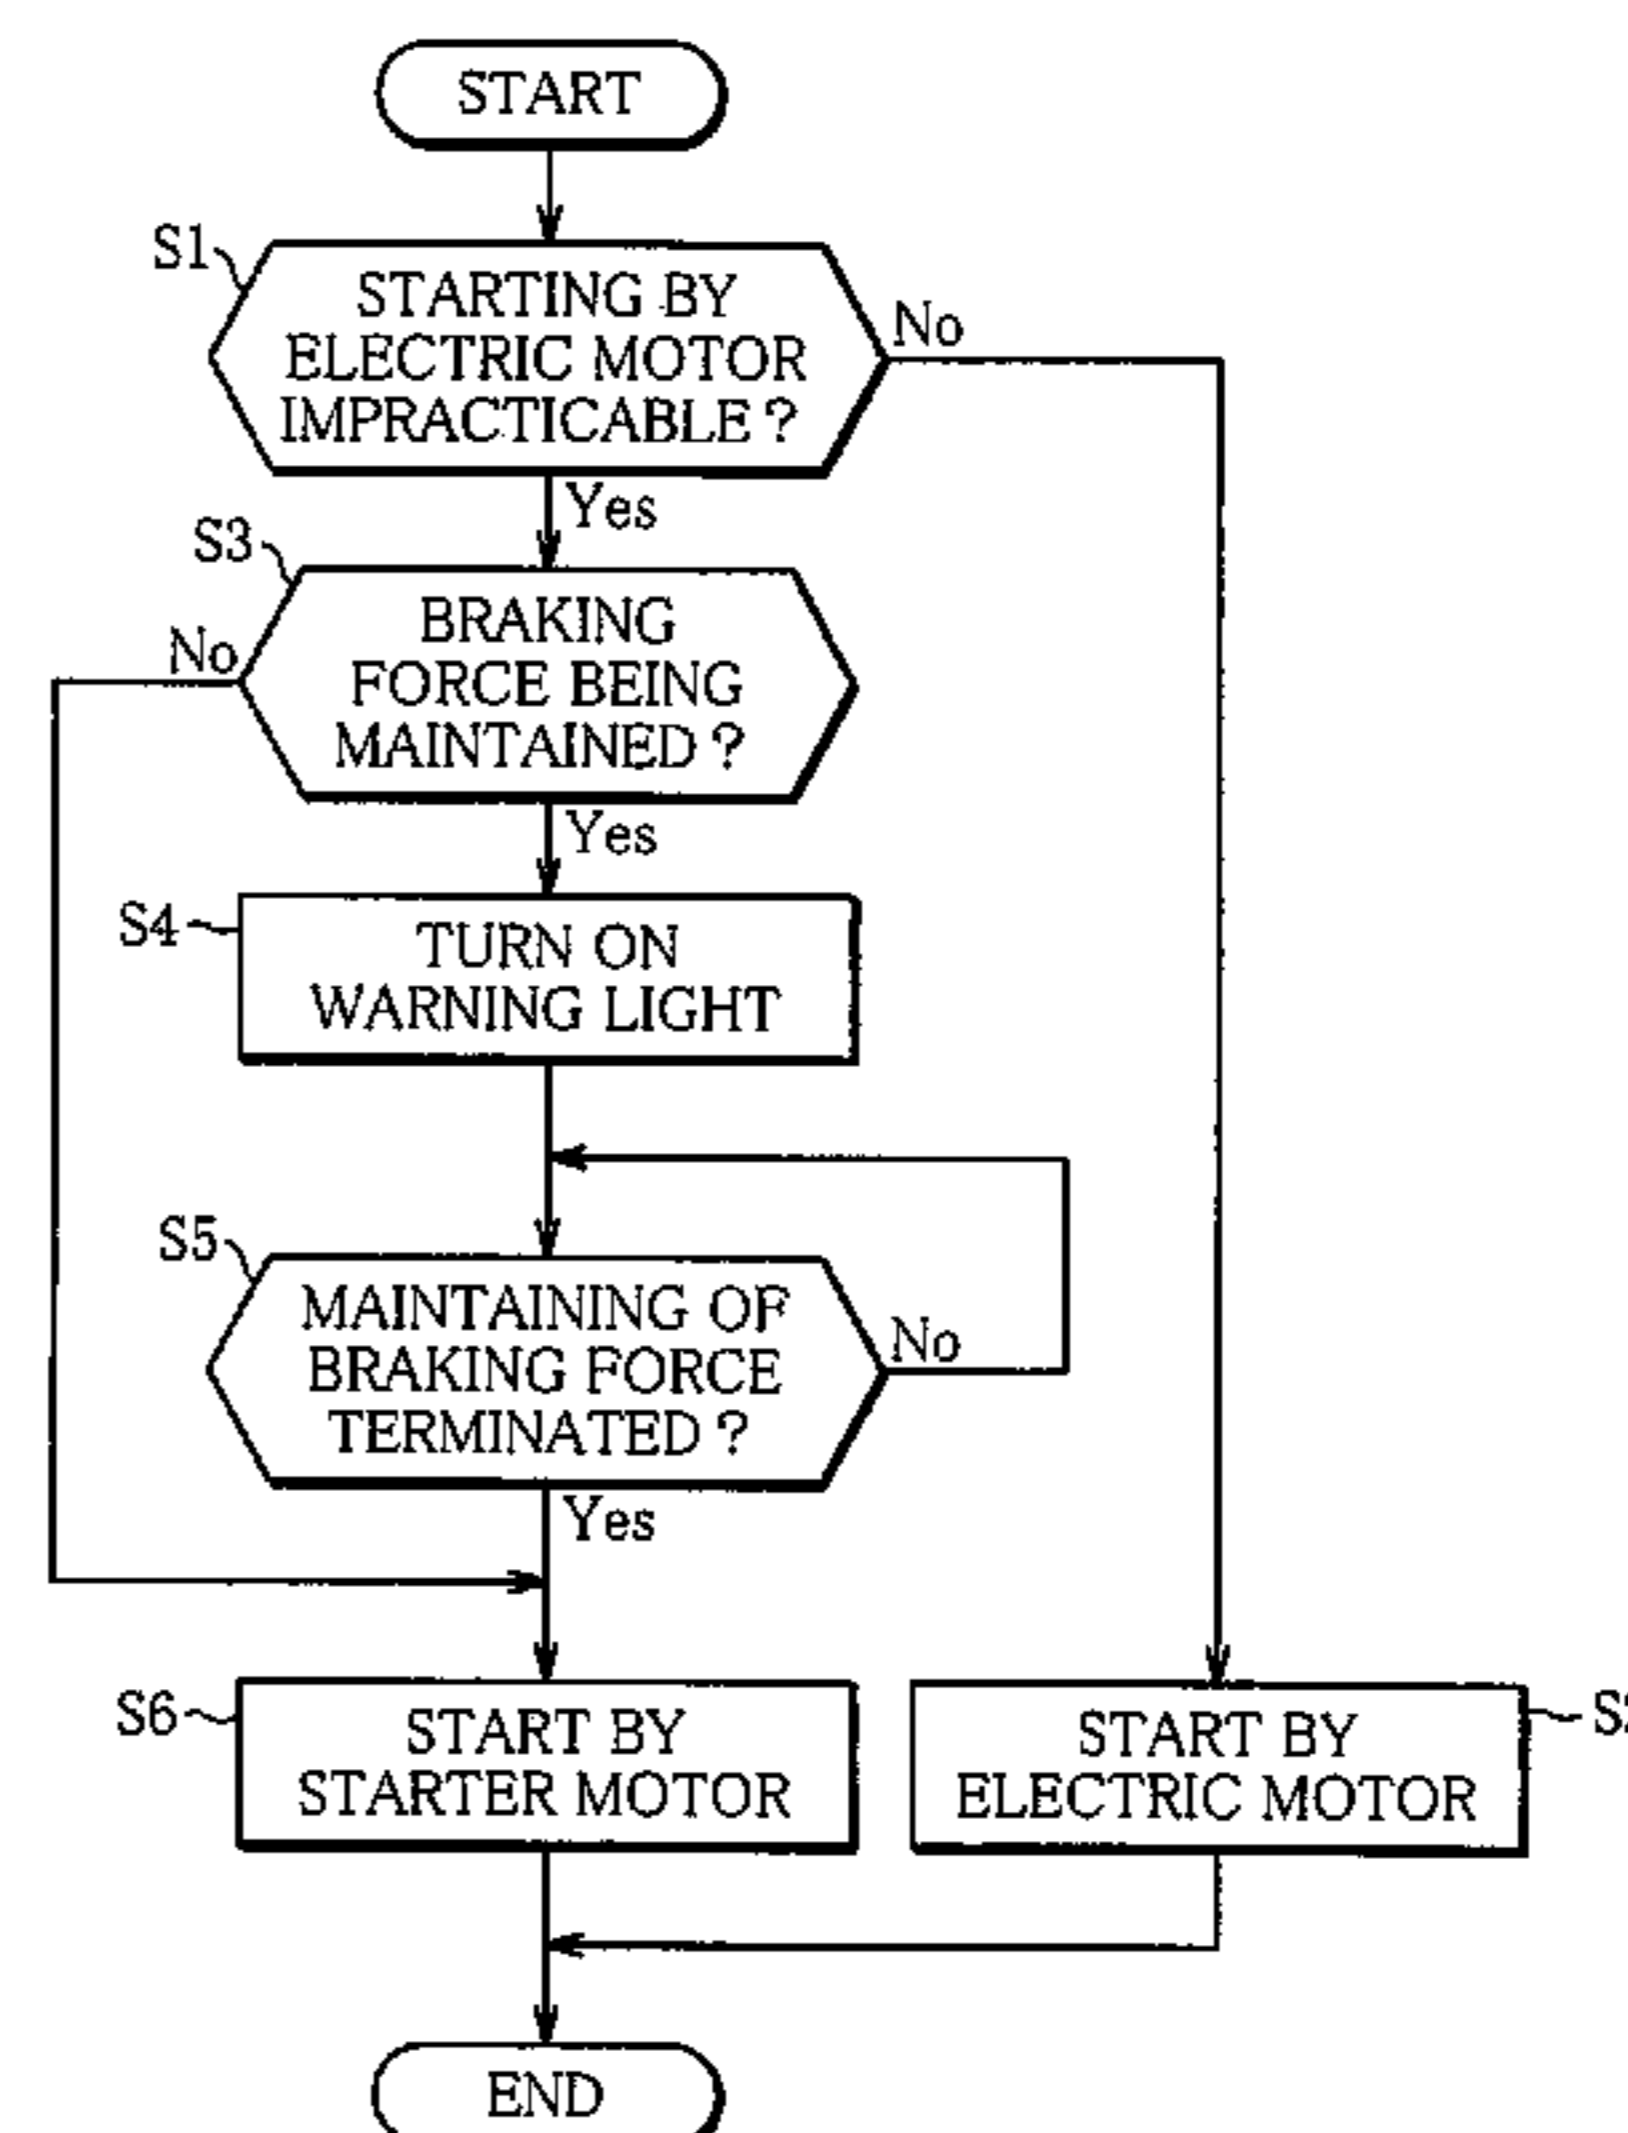 START
S1
STARTING BY
ELECTRIC MOTOR
IMPRACTICABLE ?
No
Yes
S3
BRAKING
FORCE BEING
MAINTAINED ?
No
Yes
S4
TURN ON
WARNING LIGHT
S5
MAINTAINING OF
BRAKING FORCE
TERMINATED ?
No
Yes
S6
START BY
STARTER MOTOR
START BY
ELECTRIC MOTOR
END